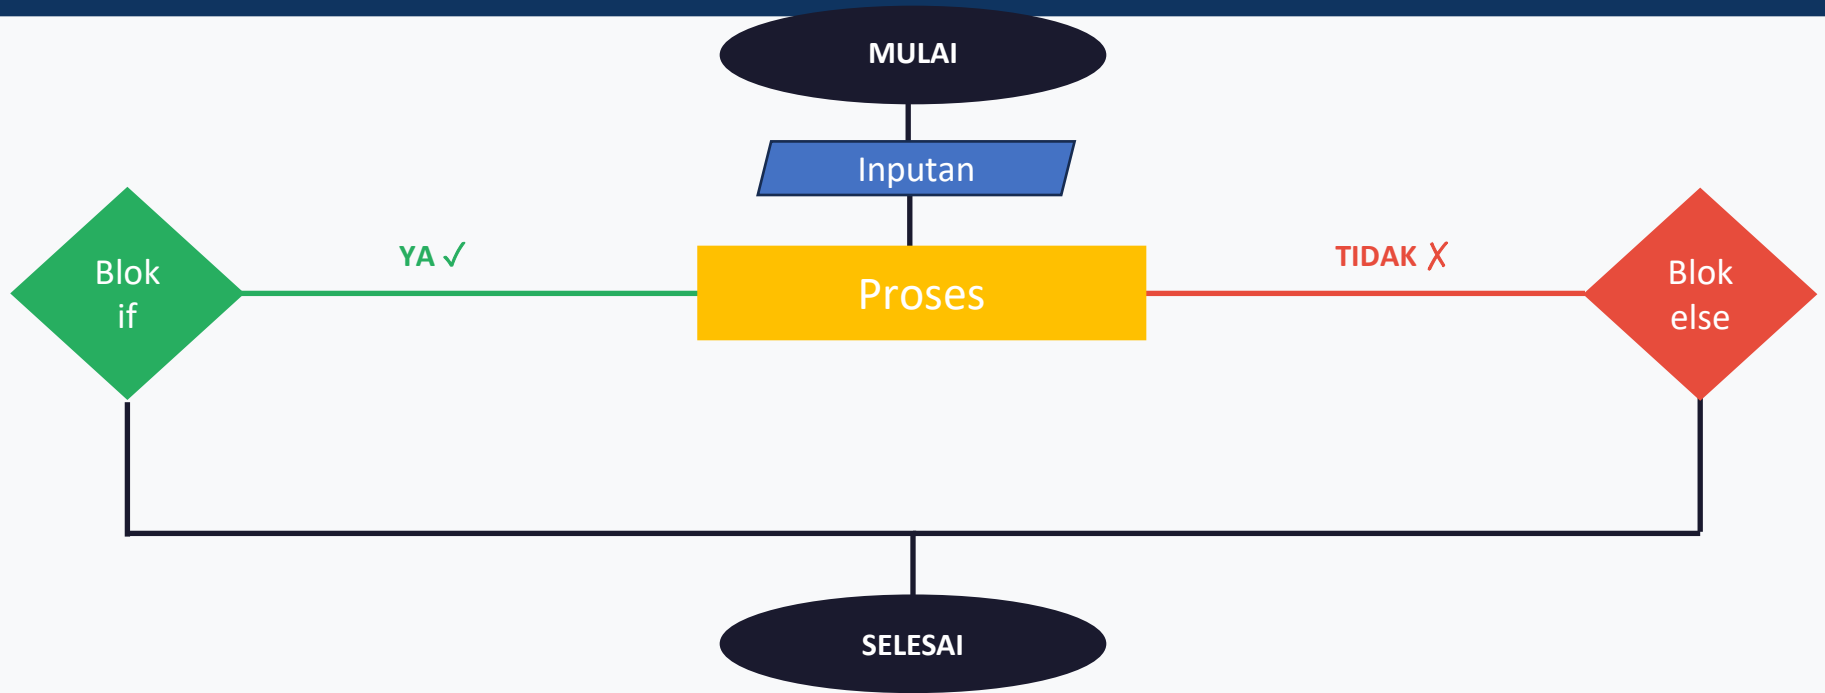 MULAI
Inputan
YA ✓
TIDAK ✗
Blok
if
Proses
Blok
else
SELESAI